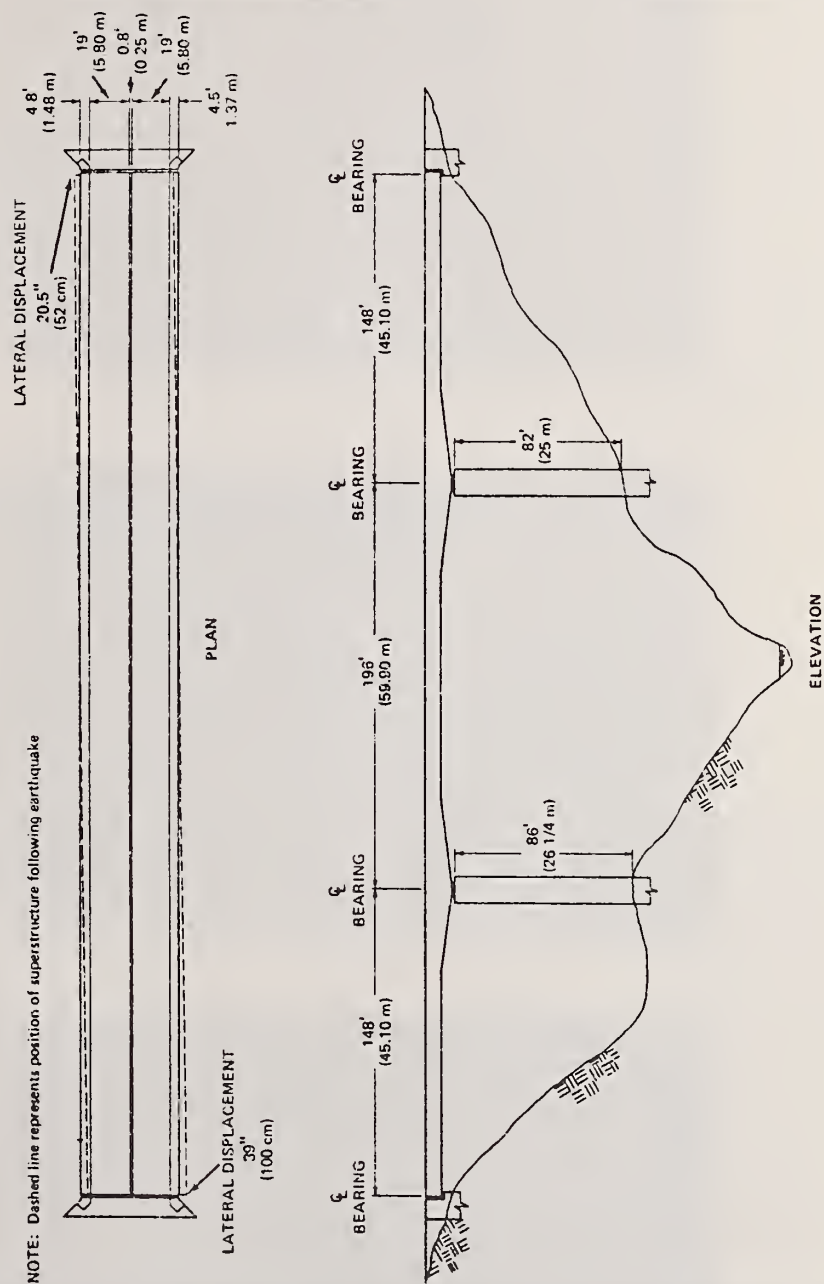 NOTE: Dashed line represents position of superstructure following earthquake
LATERAL DISPLACEMENT
20.5"
(52 cm)
4.8'
(1.48 m)
19'
(5.80 m)
0.8'
(0.25 m)
19'
(5.80 m)
4.5'
1.37 m)
LATERAL DISPLACEMENT
39"
(100 cm)
PLAN
℄
BEARING
℄
BEARING
℄
BEARING
℄
BEARING
148'
(45.10 m)
196'
(59.90 m)
148'
(45.10 m)
86'
(26 1/4 m)
82'
(25 m)
ELEVATION